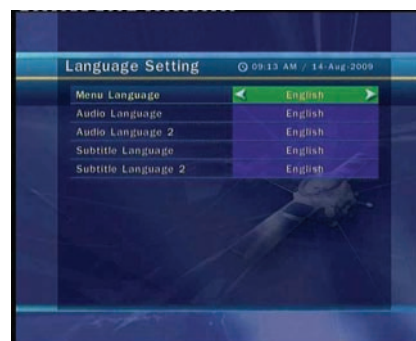 Language Setting 09:13 AM / 14-Aug-2009
Menu Language English
Audio Language English
Audio Language 2 English
Subtitle Language English
Subtitle Language 2 English